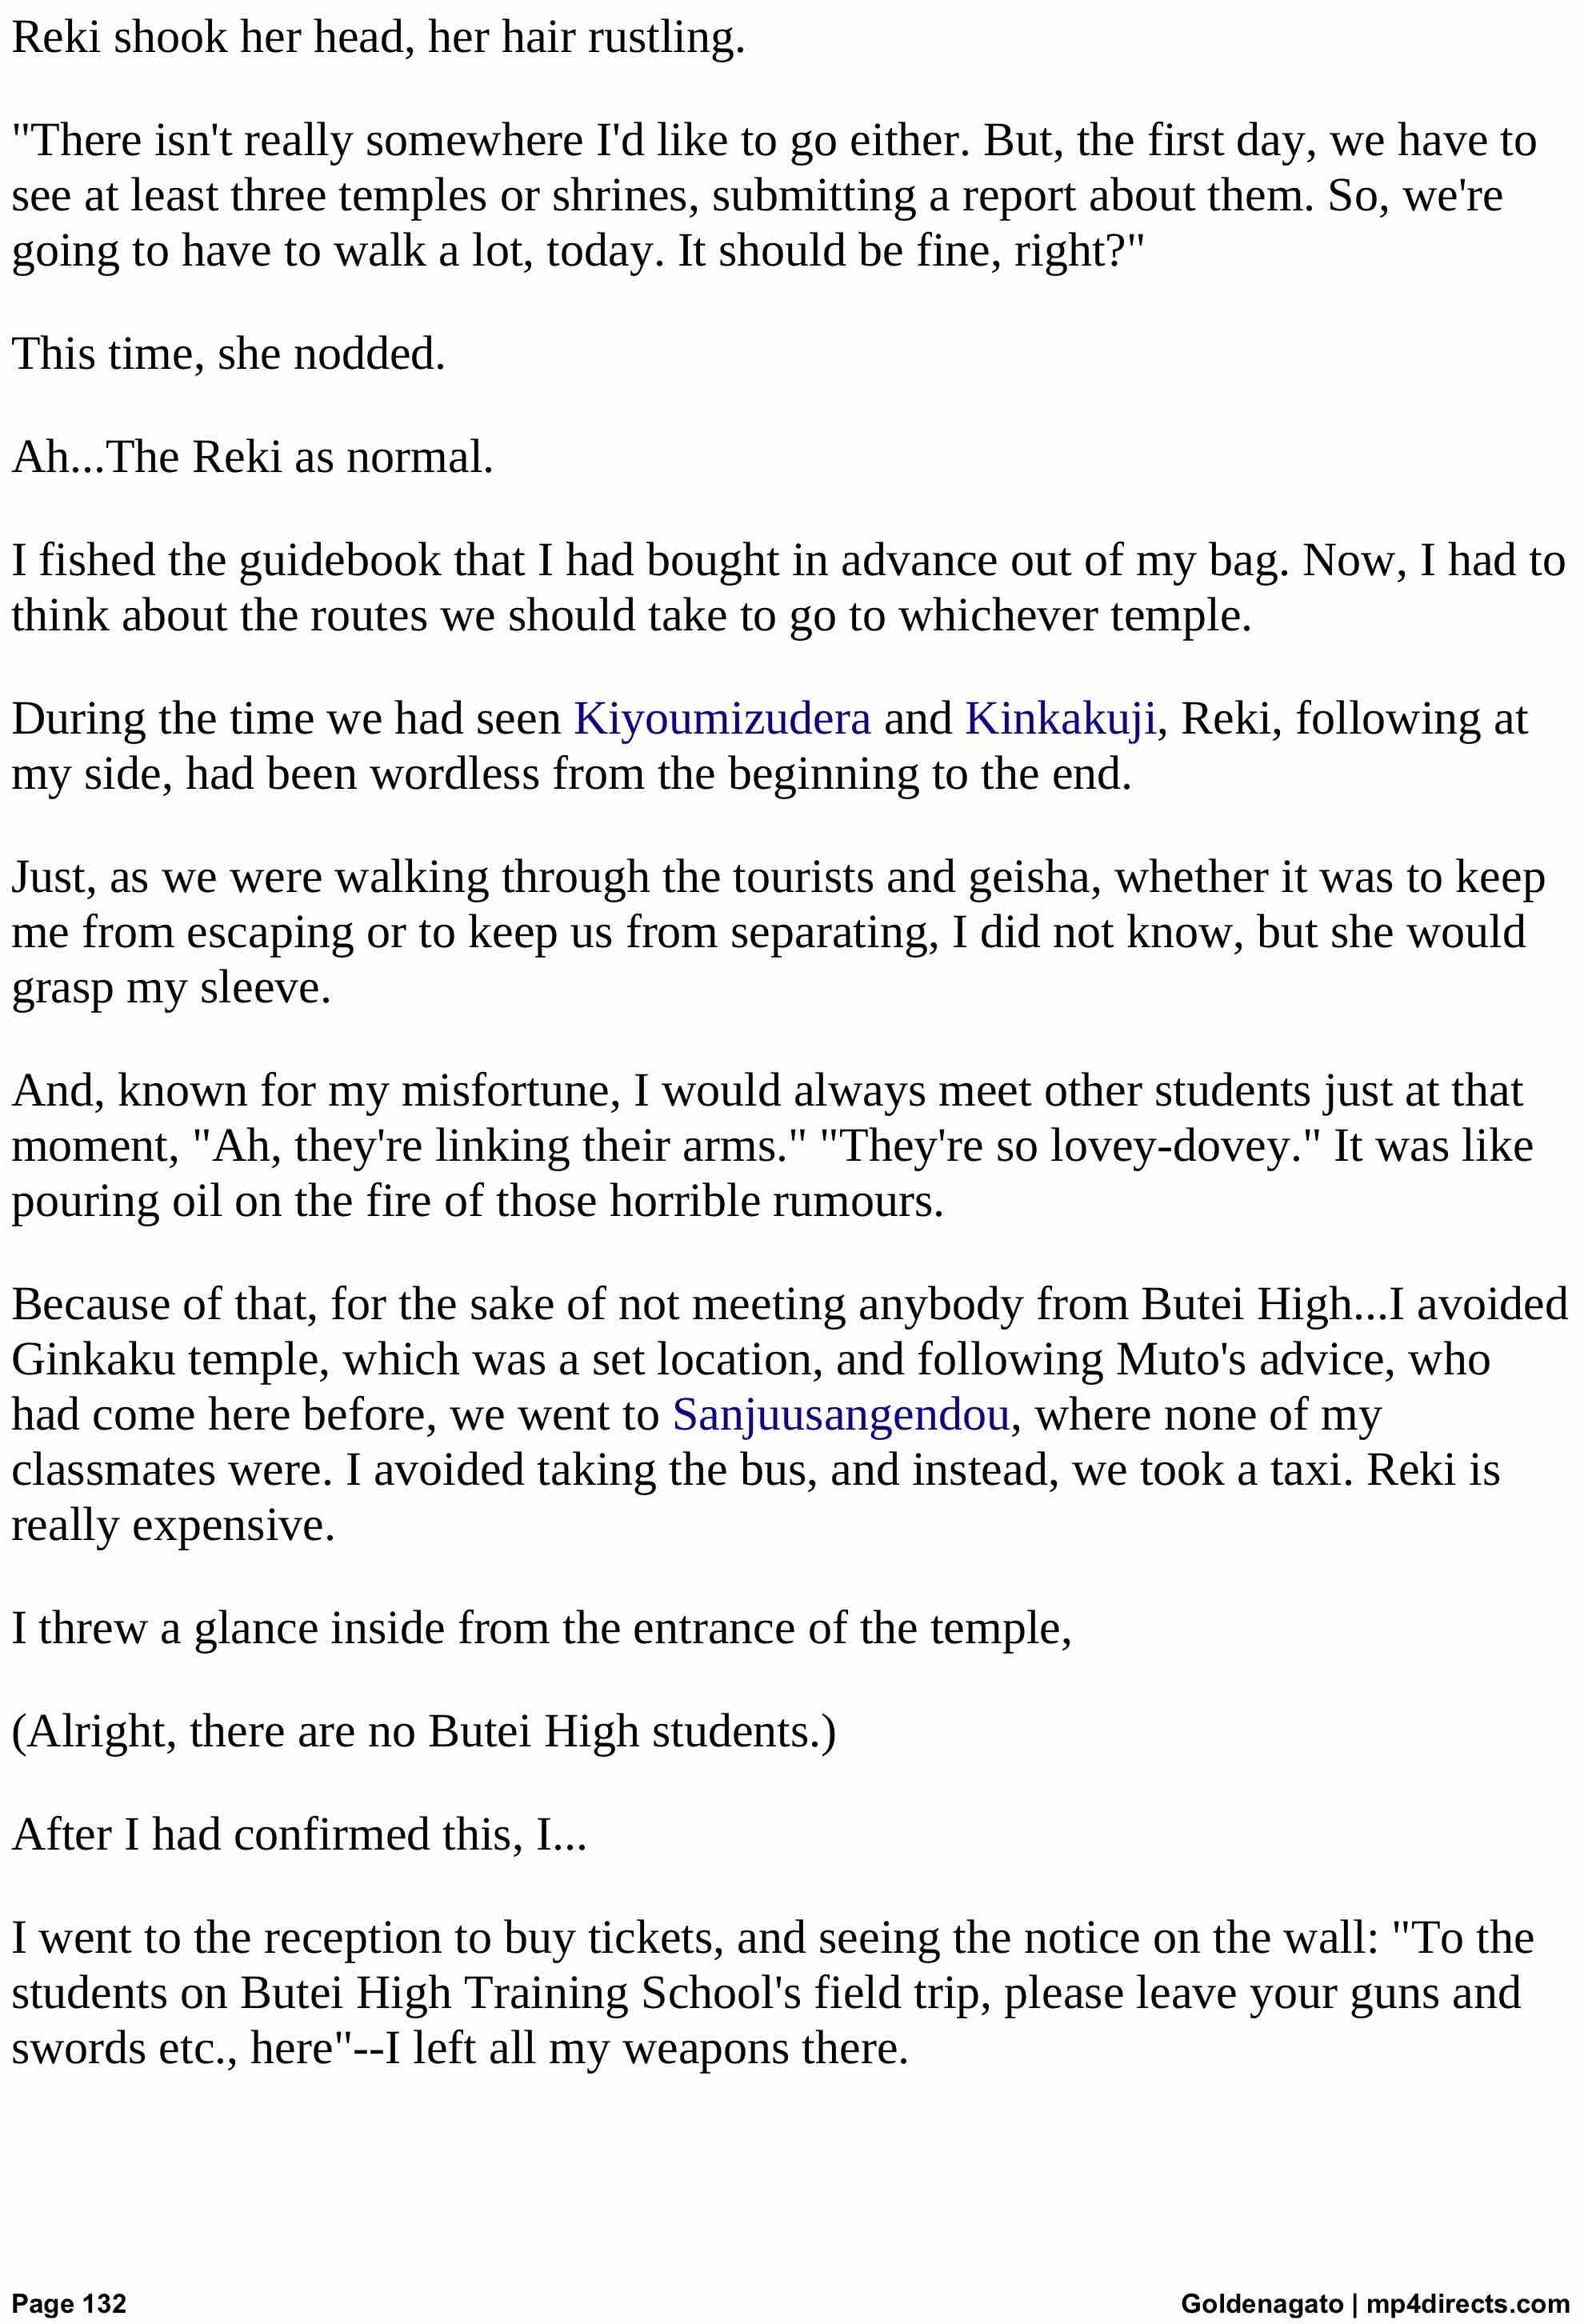 Reki shook her head, her hair rustling.
"There isn't really somewhere I'd like to go either. But, the first day, we have to
see at least three temples or shrines, submitting a report about them. So, we're
going to have to walk a lot, today. It should be fine, right?"
This time, she nodded.
Ah...The Reki as normal.
I fished the guidebook that I had bought in advance out of my bag. Now, I had to
think about the routes we should take to go to whichever temple.
During the time we had seen Kiyoumizudera and Kinkakuji, Reki, following at
my side, had been wordless from the beginning to the end.
Just, as we were walking through the tourists and geisha, whether it was to keep
me from escaping or to keep us from separating, I did not know, but she would
grasp my sleeve.
And, known for my misfortune, I would always meet other students just at that
moment, "Ah, they're linking their arms." "They're so lovey-dovey." It was like
pouring oil on the fire of those horrible rumours.
Because of that, for the sake of not meeting anybody from Butei High...I avoided
Ginkaku temple, which was a set location, and following Muto's advice, who
had come here before, we went to Sanjuusangendou, where none of my
classmates were. I avoided taking the bus, and instead, we took a taxi. Reki is
really expensive.
I threw a glance inside from the entrance of the temple,
(Alright, there are no Butei High students.)
After I had confirmed this, I...
I went to the reception to buy tickets, and seeing the notice on the wall: "To the
students on Butei High Training School's field trip, please leave your guns and
swords etc., here"--I left all my weapons there.
Page 132 Goldenagato | mp4directs.com